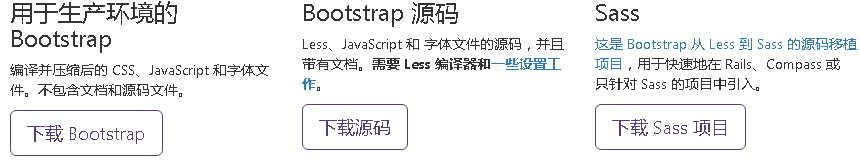 用于生产环境的
Bootstrap
编译并压缩后的 CSS、JavaScript 和字体文
件。不包含文档和源码文件。
下载 Bootstrap
Bootstrap 源码
Less、JavaScript 和 字体文件的源码，并且
带有文档。需要 Less 编译器和一些设置工
作。
下载源码
Sass
这是 Bootstrap 从 Less 到 Sass 的源码移植
项目，用于快速地在 Rails、Compass 或
只针对 Sass 的项目中引入。
下载 Sass 项目